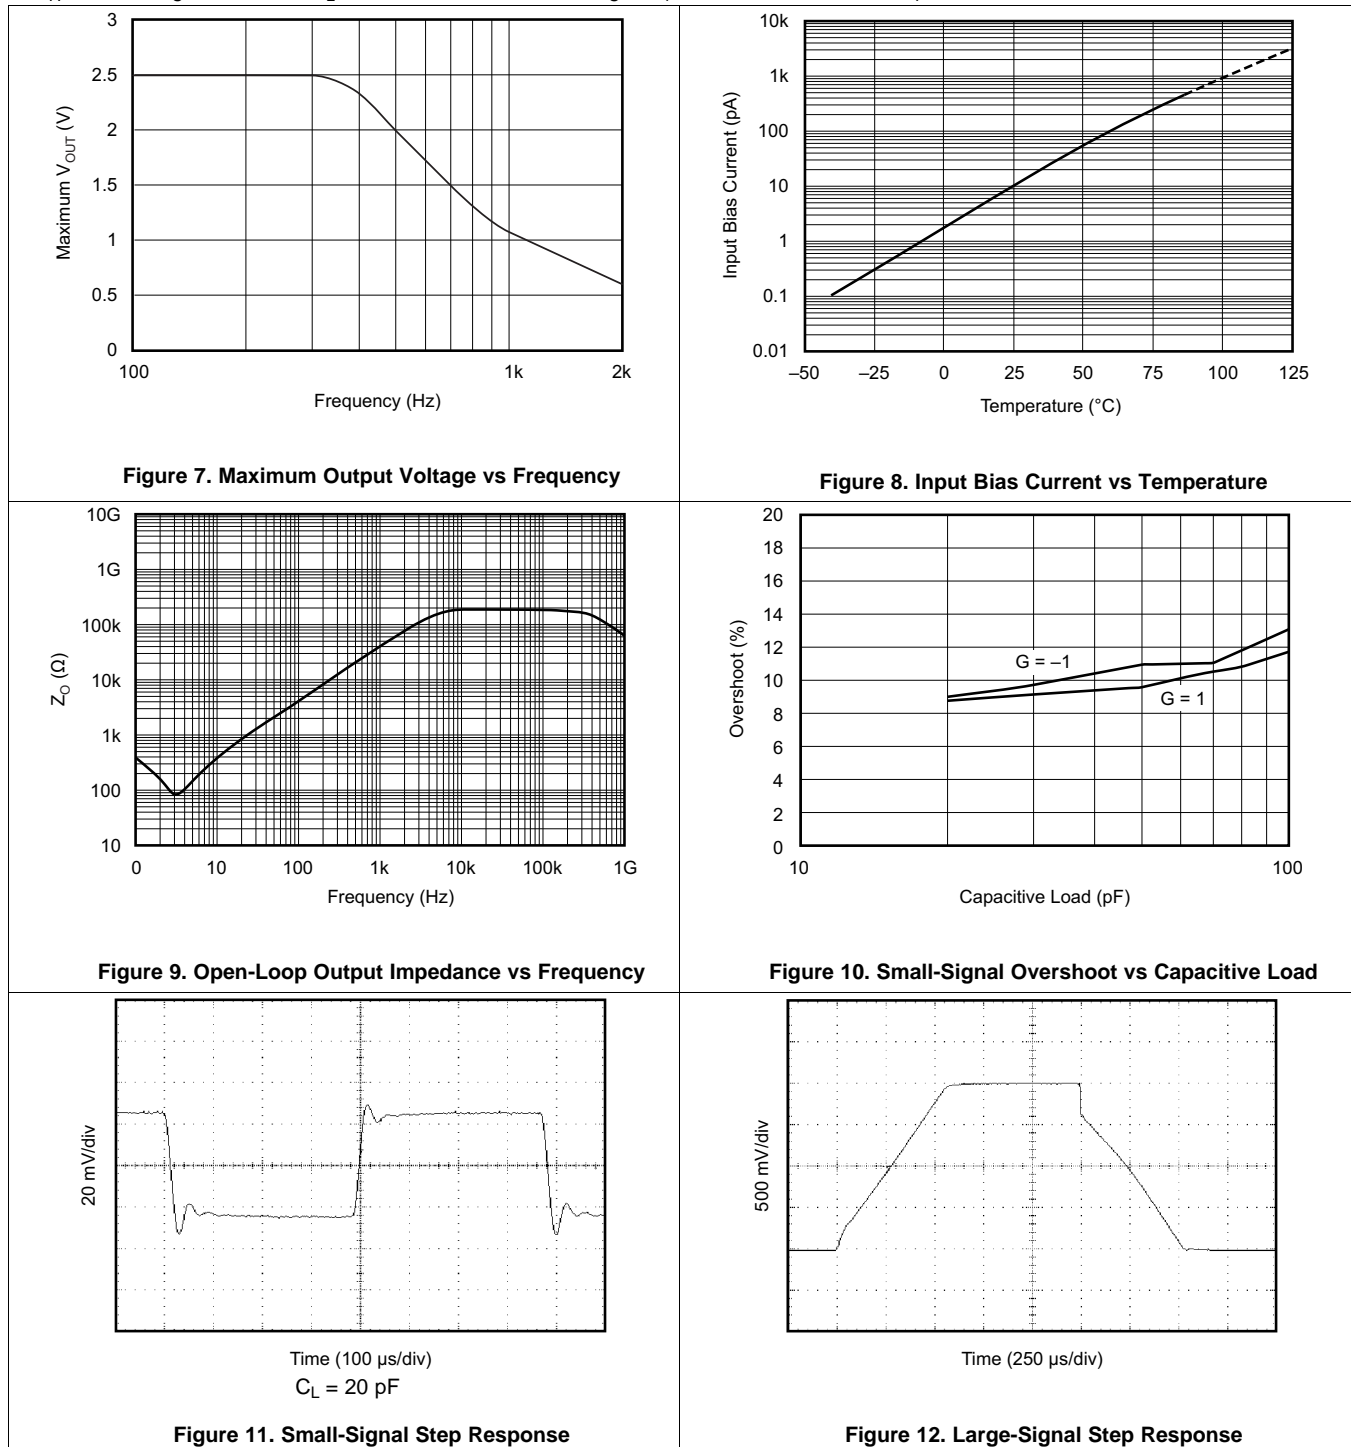 3
2.5
2
1.5
1
0.5
0
Maximum VOUT (V)
100
1k
2k
Frequency (Hz)
Figure 7. Maximum Output Voltage vs Frequency
10k
1k
100
10
1
0.1
0.01
Input Bias Current (pA)
–50
–25
0
25
50
75
100
125
Temperature (°C)
Figure 8. Input Bias Current vs Temperature
10G
1G
100k
10k
1k
100
10
ZO (Ω)
0
10
100
1k
10k
100k
1G
Frequency (Hz)
Figure 9. Open-Loop Output Impedance vs Frequency
20
18
16
14
12
10
8
6
4
2
0
Overshoot (%)
G = –1
G = 1
10
100
Capacitive Load (pF)
Figure 10. Small-Signal Overshoot vs Capacitive Load
20 mV/div
Time (100 µs/div)
CL = 20 pF
Figure 11. Small-Signal Step Response
500 mV/div
Time (250 µs/div)
Figure 12. Large-Signal Step Response